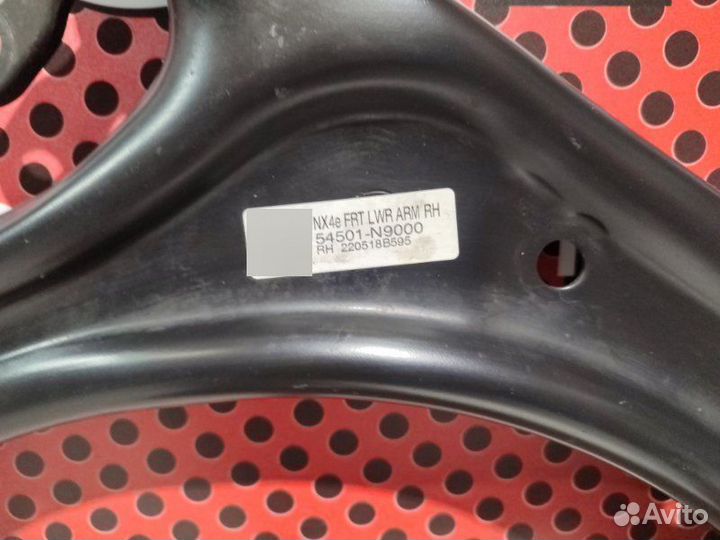 NX4e FRT LWR ARM RH
54501-N9000
RH 220518B595
Avito